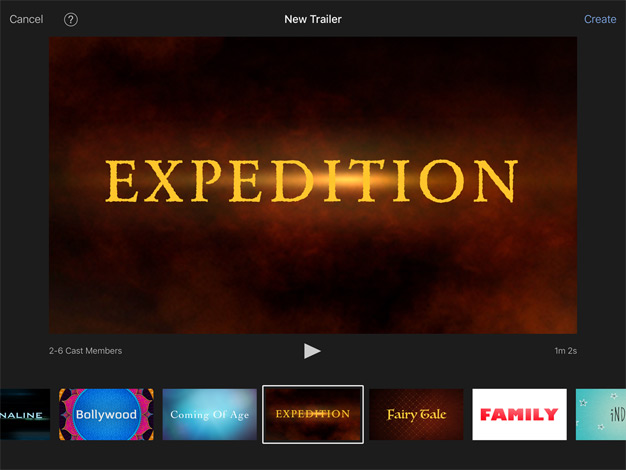 Cancel ? New Trailer Create
EXPEDITION
2-6 Cast Members 1m 2s
NALINE Bollywood Coming Of Age EXPEDITION Fairy Tale FAMILY iND